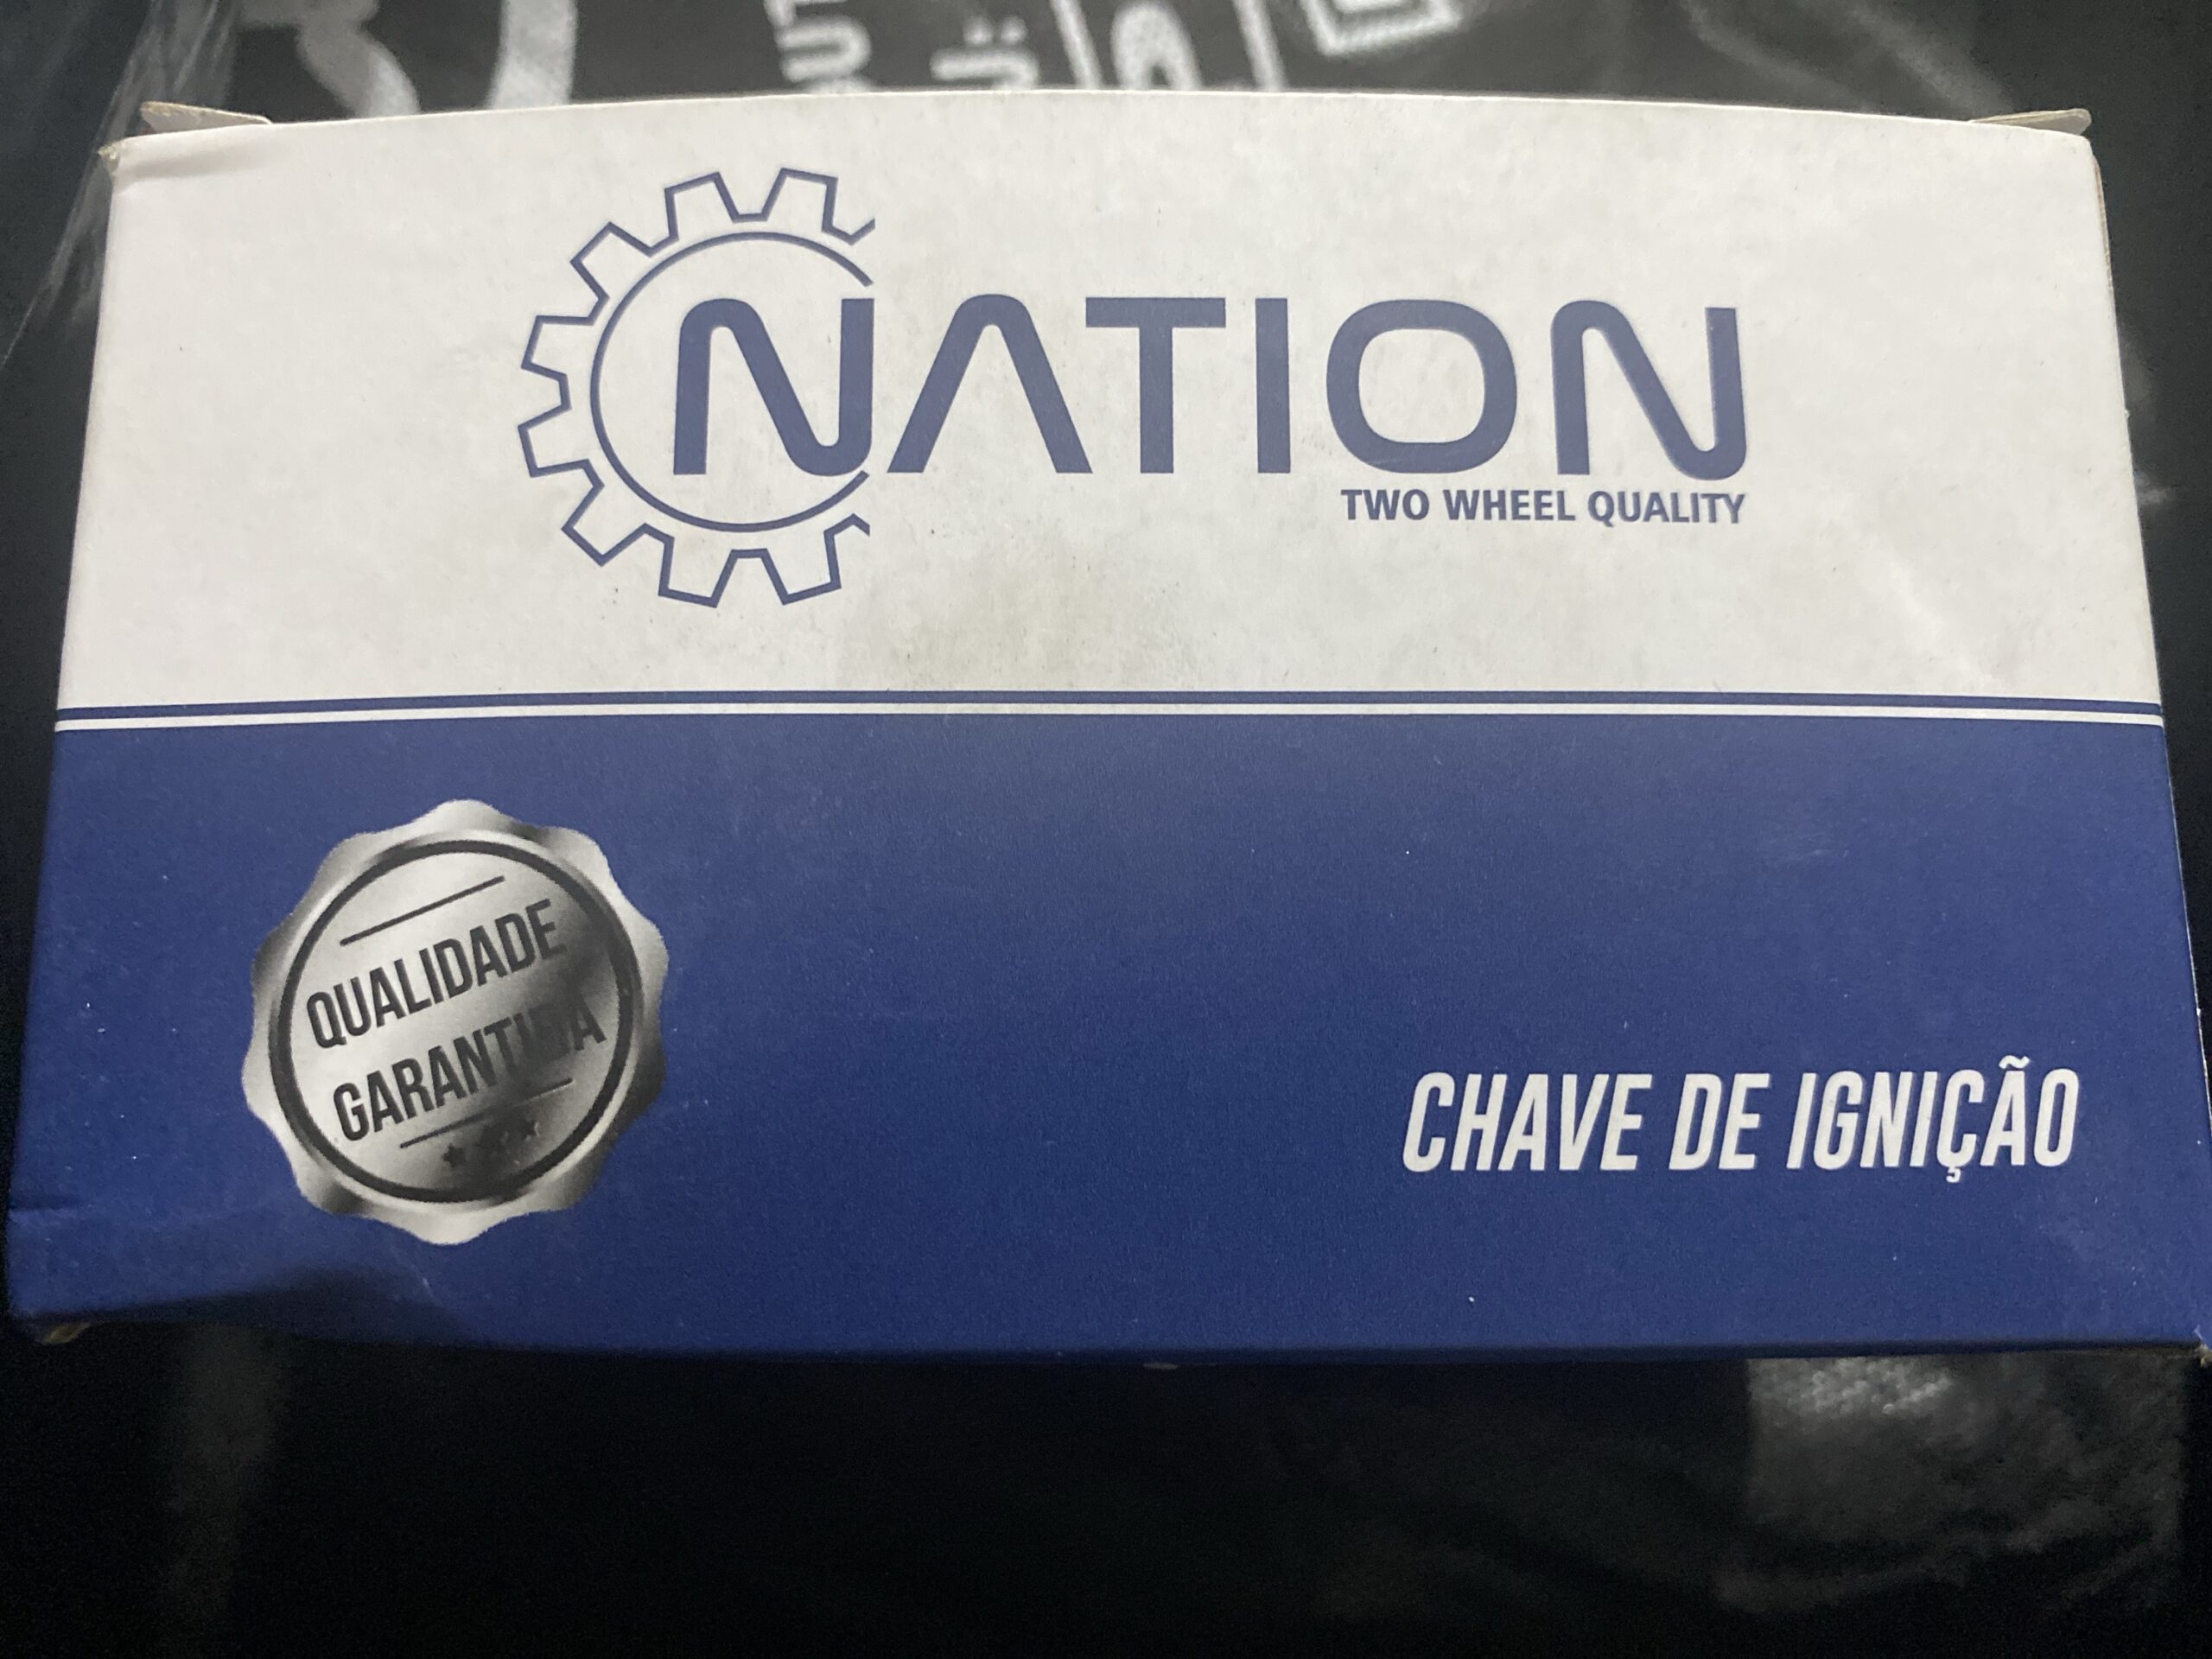 NATION
TWO WHEEL QUALITY
QUALIDADE
GARANTIDA
CHAVE DE IGNIÇÃO